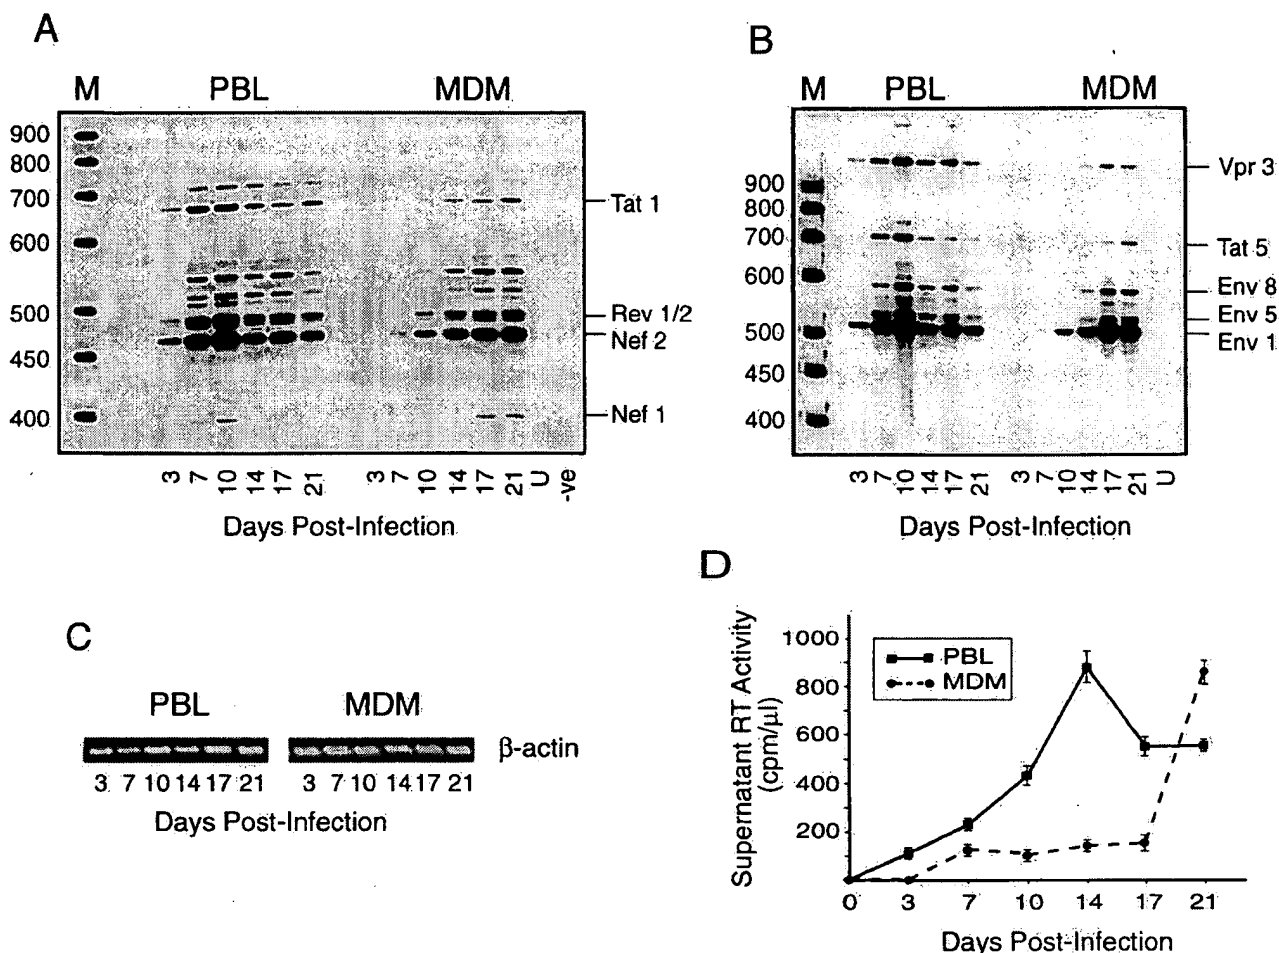 A
M PBL MDM
900
800
700
600
500
450
400
Tat 1
Rev 1/2
Nef 2
Nef 1
3 7 10 14 17 21 3 7 10 14 17 21 U -ve
Days Post-Infection
B
M PBL MDM
900
800
700
600
500
450
400
Vpr 3
Tat 5
Env 8
Env 5
Env 1
3 7 10 14 17 21 3 7 10 14 17 21 U
Days Post-Infection
C
PBL MDM
β-actin
3 7 10 14 17 21 3 7 10 14 17 21
Days Post-Infection
D
Supernatant RT Activity
(cpm/µl)
1000
800
600
400
200
PBL
MDM
0 3 7 10 14 17 21
Days Post-Infection